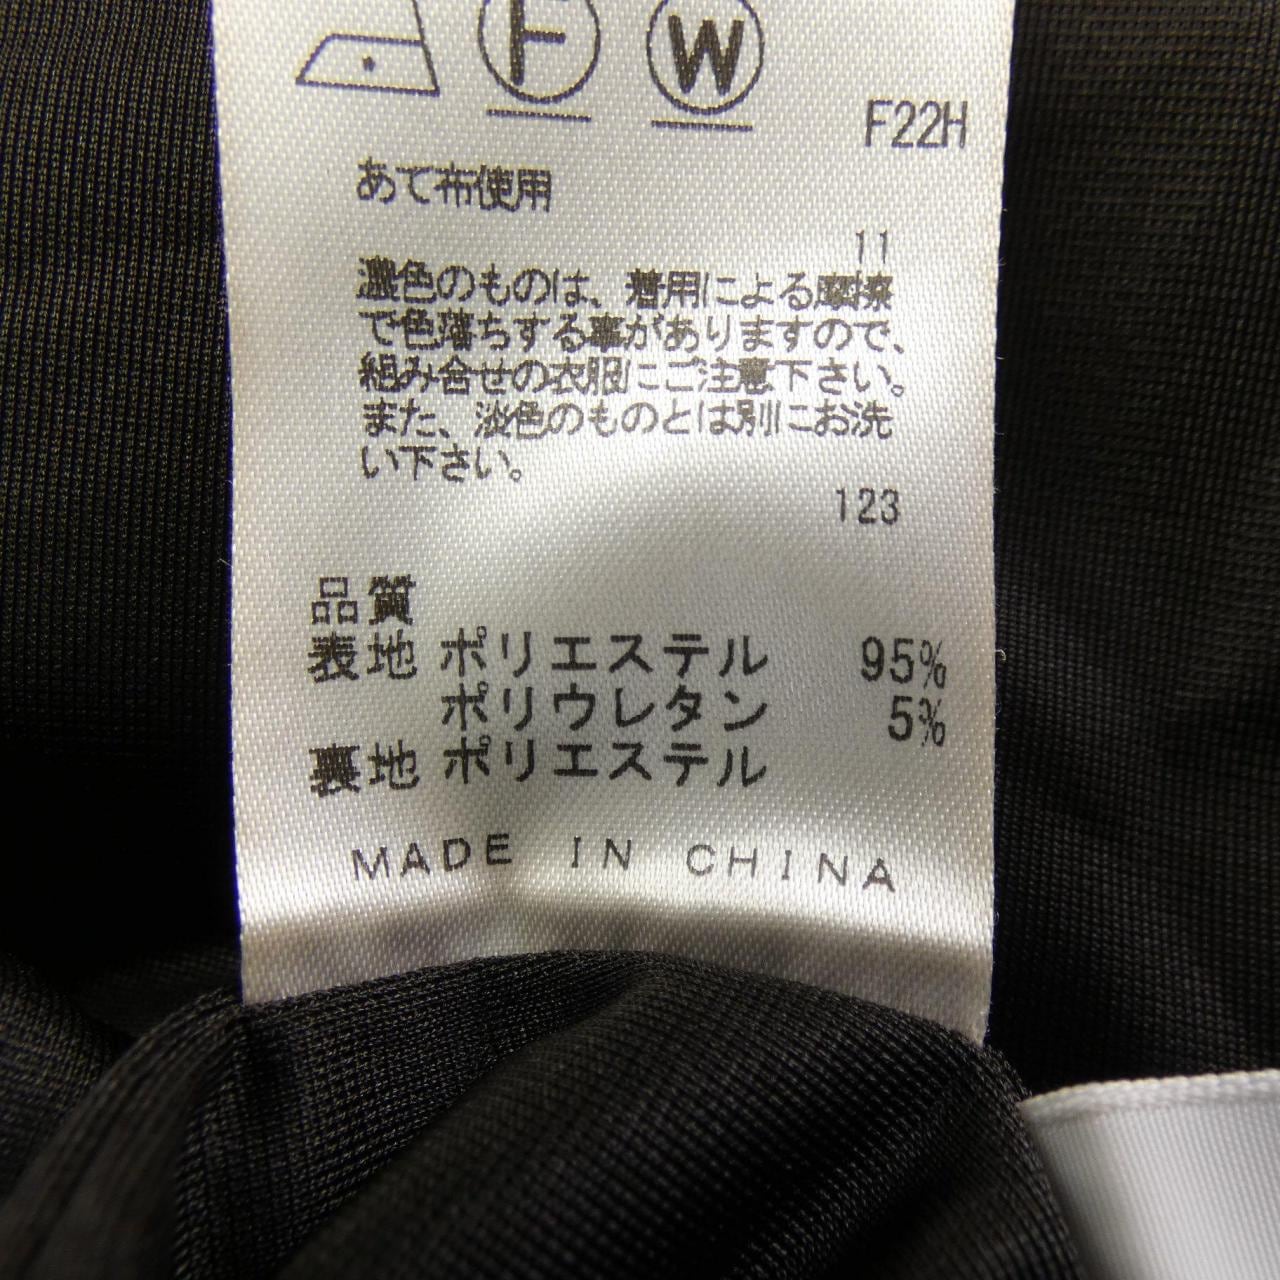 F W
F22H
あて布使用
11
濃色のものは、着用による摩擦
で色落ちする事がありますので、
組み合せの衣服にご注意下さい。
また、淡色のものとは別にお洗
い下さい。
123
品質
表地 ポリエステル 95%
ポリウレタン 5%
裏地 ポリエステル
MADE IN CHINA